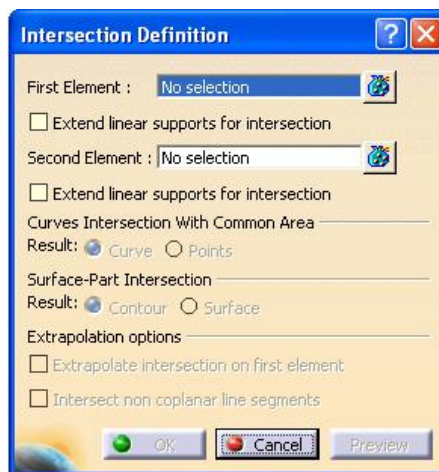 Intersection Definition
First Element : No selection
Extend linear supports for intersection
Second Element : No selection
Extend linear supports for intersection
Curves Intersection With Common Area
Result: Curve Points
Surface-Part Intersection
Result: Contour Surface
Extrapolation options
Extrapolate intersection on first element
Intersect non coplanar line segments
OK Cancel Preview